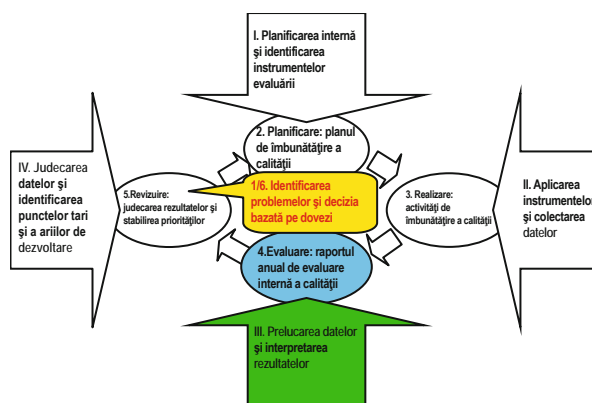 I. Planificarea internă
şi identificarea
instrumentelor
evaluării
2. Planificare: planul
de îmbunătăţire a
calităţii
IV. Judecarea
datelor şi
identificarea
punctelor tari
şi a ariilor de
dezvoltare
5.Revizuire:
judecarea rezultatelor şi
stabilirea priorităţilor
1/6. Identificarea
problemelor şi decizia
bazată pe dovezi
3. Realizare:
activităţi de
îmbunătăţire a calităţii
II. Aplicarea
instrumentelor
şi colectarea
datelor
4.Evaluare: raportul
anual de evaluare
internă a calităţii
III. Prelucarea datelor
şi interpretarea
rezultatelor